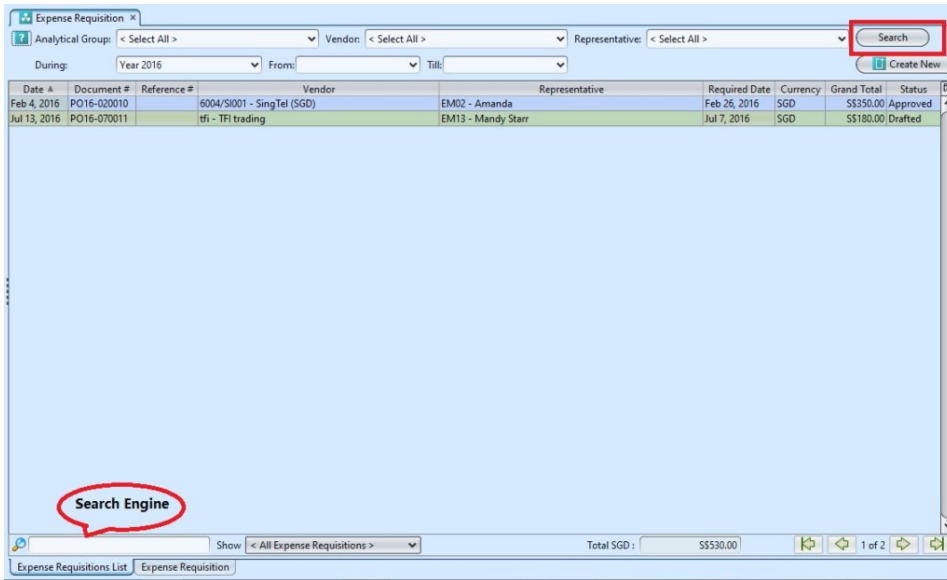 Expense Requisition ×
? Analytical Group: < Select All > Vendor: < Select All > Representative: < Select All > Search
During: Year 2016 From: Till: Create New
Date Document # Reference # Vendor Representative Required Date Currency Grand Total Status
Feb 4, 2016 PO16-020010 6004/SI001 - SingTel (SGD) EM02 - Amanda Feb 26, 2016 SGD S$350.00 Approved
Jul 13, 2016 PO16-070011 tfi - TFI trading EM13 - Mandy Starr Jul 7, 2016 SGD S$180.00 Drafted
Search Engine
Show < All Expense Requisitions > Total SGD : S$530.00 1 of 2
Expense Requisitions List Expense Requisition